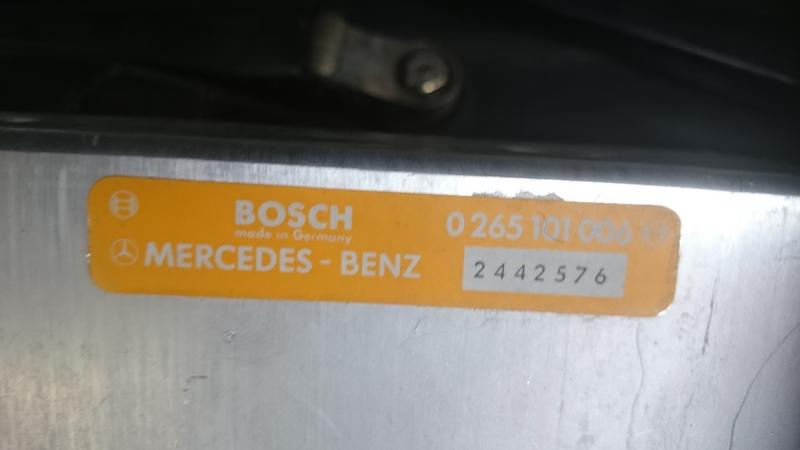 BOSCH
made in Germany
0 265 101 006
MERCEDES - BENZ
2442576